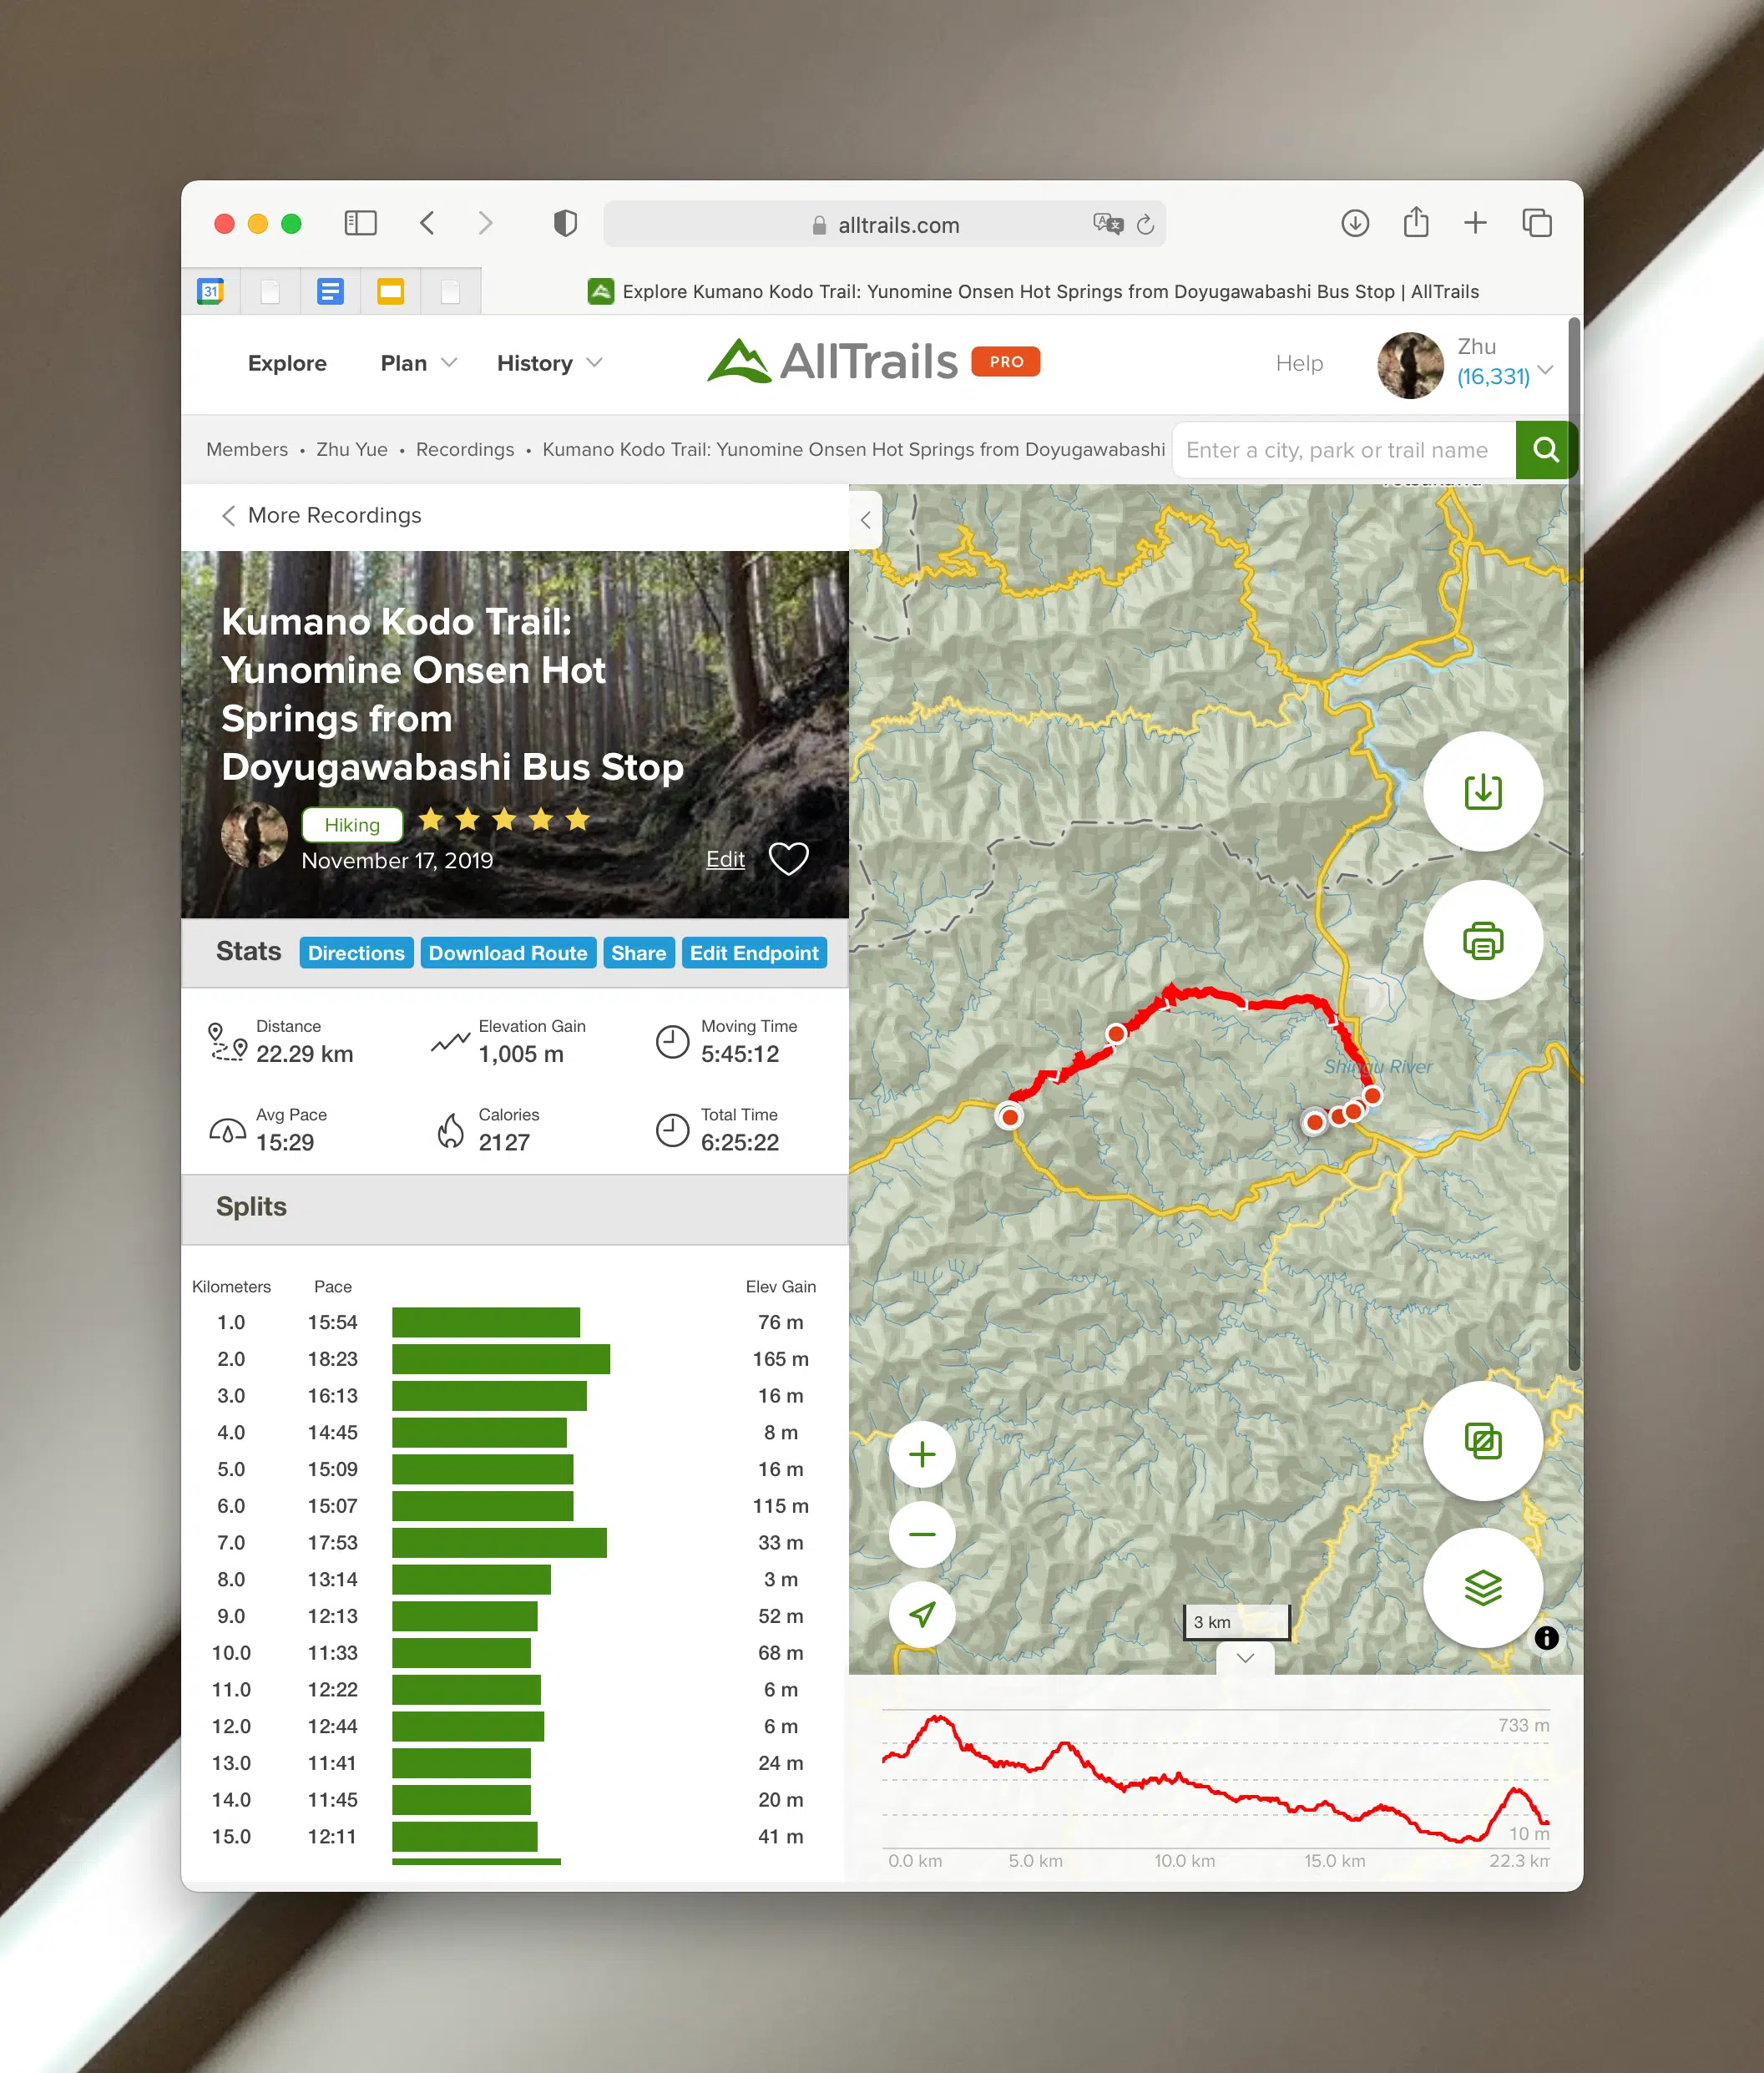 alltrails.com
31
Explore Kumano Kodo Trail: Yunomine Onsen Hot Springs from Doyugawabashi Bus Stop | AllTrails
Explore
Plan
History
AllTrails
PRO
Help
Zhu
(16,331)
Members • Zhu Yue • Recordings • Kumano Kodo Trail: Yunomine Onsen Hot Springs from Doyugawabashi
Enter a city, park or trail name
More Recordings
Kumano Kodo Trail:
Yunomine Onsen Hot
Springs from
Doyugawabashi Bus Stop
Hiking
November 17, 2019
Edit
Stats
Directions
Download Route
Share
Edit Endpoint
Distance
22.29 km
Elevation Gain
1,005 m
Moving Time
5:45:12
Avg Pace
15:29
Calories
2127
Total Time
6:25:22
Splits
Kilometers Pace Elev Gain
1.0 15:54 76 m
2.0 18:23 165 m
3.0 16:13 16 m
4.0 14:45 8 m
5.0 15:09 16 m
6.0 15:07 115 m
7.0 17:53 33 m
8.0 13:14 3 m
9.0 12:13 52 m
10.0 11:33 68 m
11.0 12:22 6 m
12.0 12:44 6 m
13.0 11:41 24 m
14.0 11:45 20 m
15.0 12:11 41 m
Shingu River
3 km
733 m
10 m
0.0 km 5.0 km 10.0 km 15.0 km 22.3 km